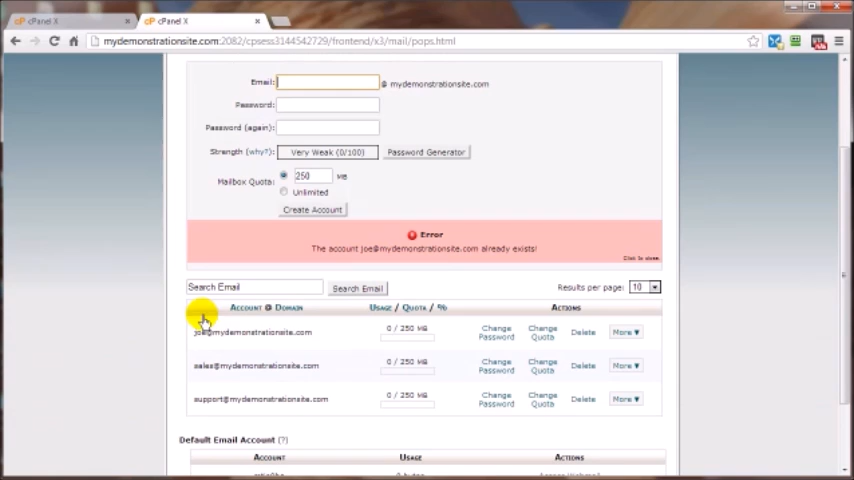 cPanel X
cPanel X
mydemonstrationsite.com:2082/cpsess3144542729/frontend/x3/mail/pops.html
Email: @ mydemonstrationsite.com
Password:
Password (again):
Strength (why?): Very Weak (0/100) Password Generator
Mailbox Quota: 250 MB
Unlimited
Create Account
Error
The account joe@mydemonstrationsite.com already exists!
Click to close
Search Email Search Email Results per page: 10
Account @ Domain Usage / Quota / % Actions
joe@mydemonstrationsite.com 0 / 250 MB Change Password Change Quota Delete More ▼
sales@mydemonstrationsite.com 0 / 250 MB Change Password Change Quota Delete More ▼
support@mydemonstrationsite.com 0 / 250 MB Change Password Change Quota Delete More ▼
Default Email Account (?)
Account Usage Actions